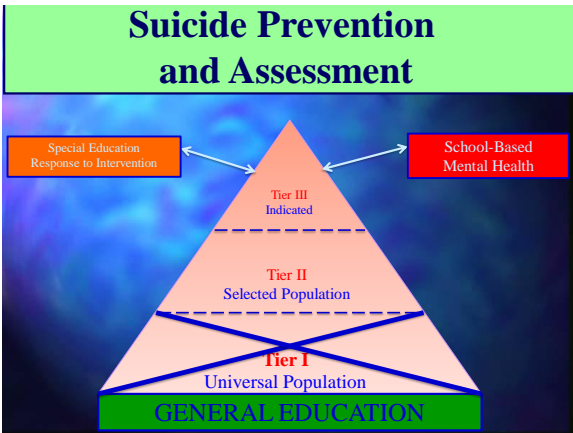 Suicide Prevention
and Assessment
Special Education
Response to Intervention
School-Based
Mental Health
Tier III
Indicated
Tier II
Selected Population
Tier I
Universal Population
GENERAL EDUCATION